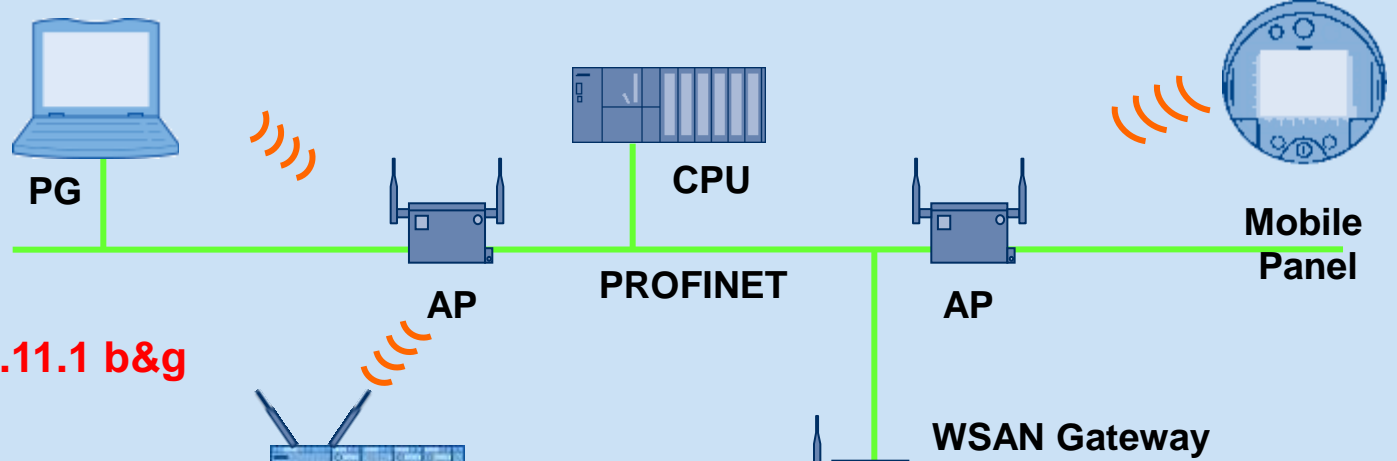 PG
CPU
Mobile
Panel
PROFINET
AP
AP
.11.1 b&g
WSAN Gateway